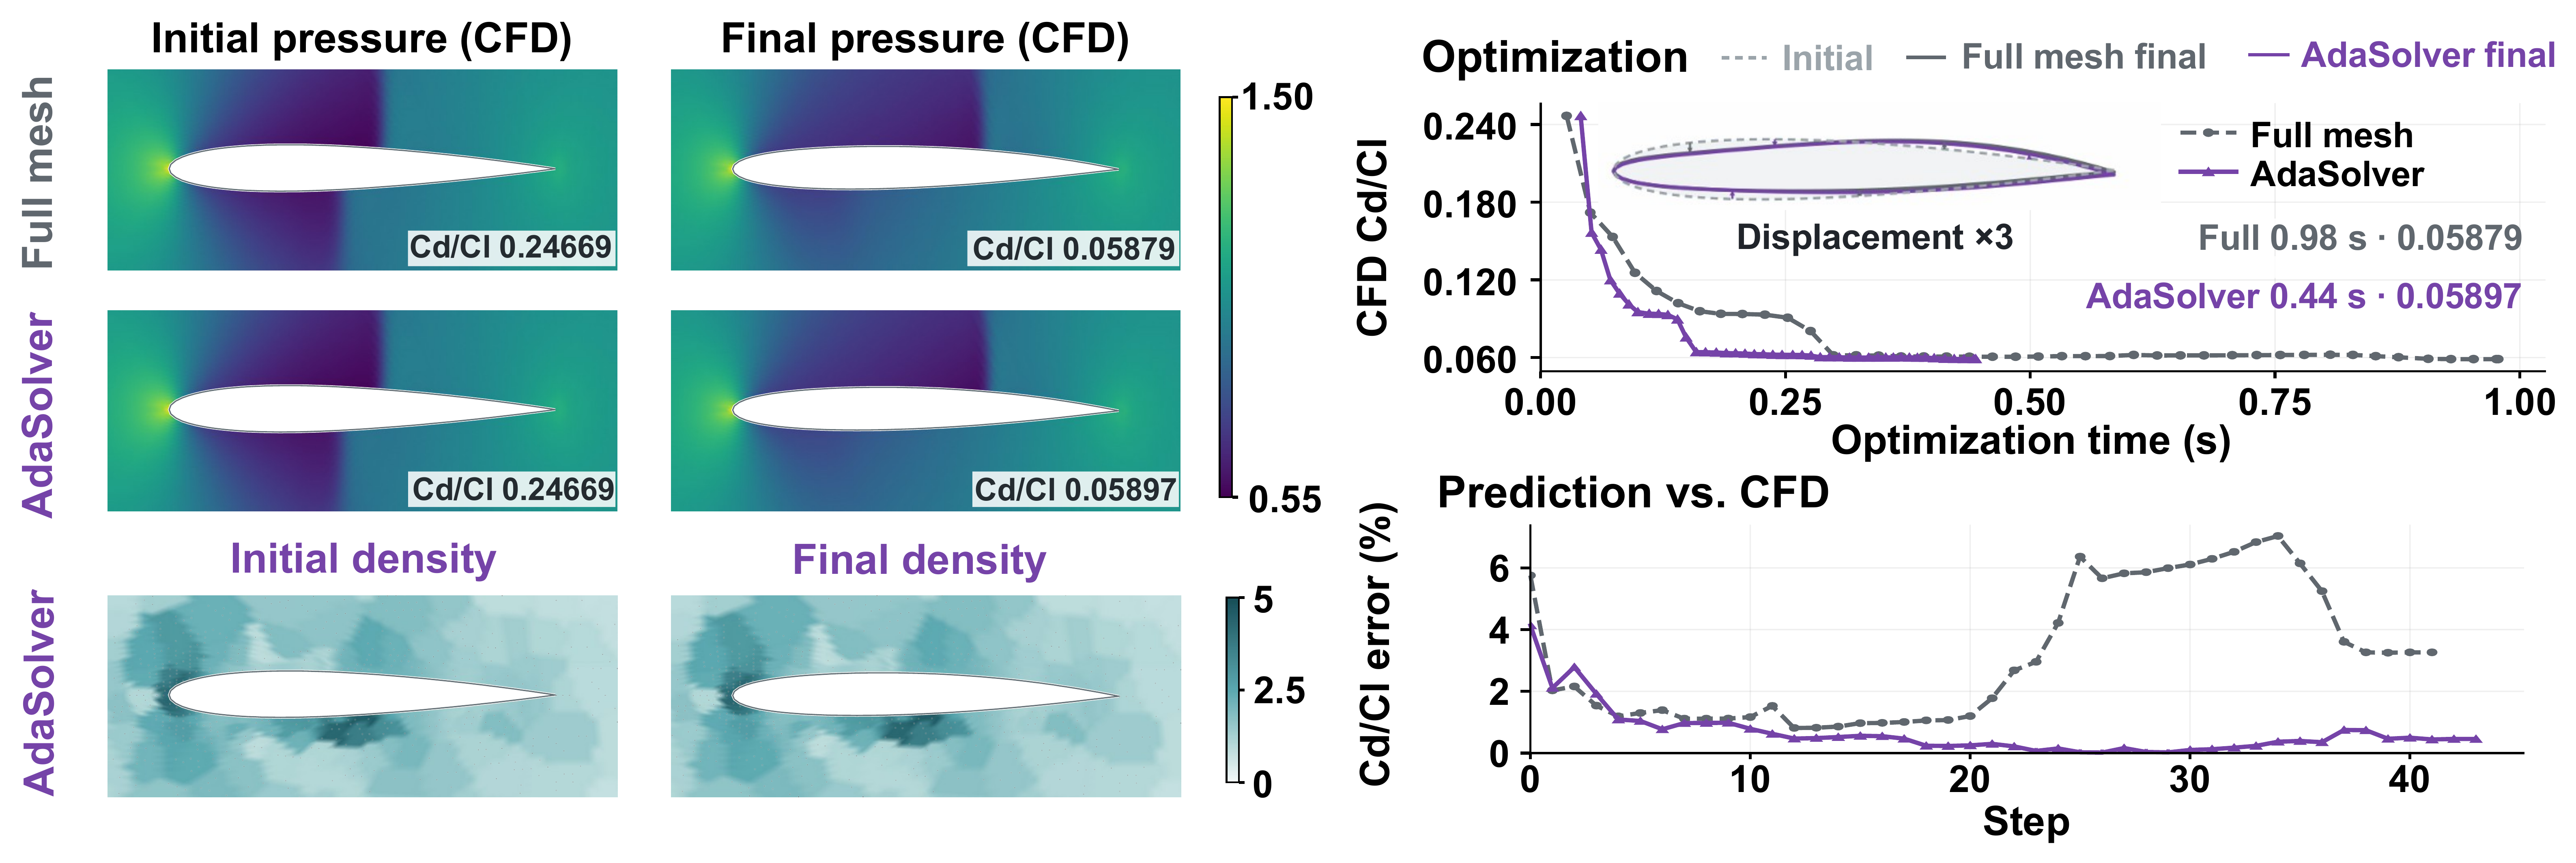 Initial pressure (CFD)
Final pressure (CFD)
Full mesh
Cd/Cl 0.24669
Cd/Cl 0.05879
AdaSolver
Cd/Cl 0.24669
Cd/Cl 0.05897
1.50
0.55
Initial density
Final density
AdaSolver
5
2.5
0
Optimization
Initial
Full mesh final
AdaSolver final
CFD Cd/Cl
0.240
0.180
0.120
0.060
Full mesh
AdaSolver
Displacement ×3
Full 0.98 s · 0.05879
AdaSolver 0.44 s · 0.05897
0.00
0.25
0.50
0.75
1.00
Optimization time (s)
Prediction vs. CFD
Cd/Cl error (%)
6
4
2
0
0
10
20
30
40
Step